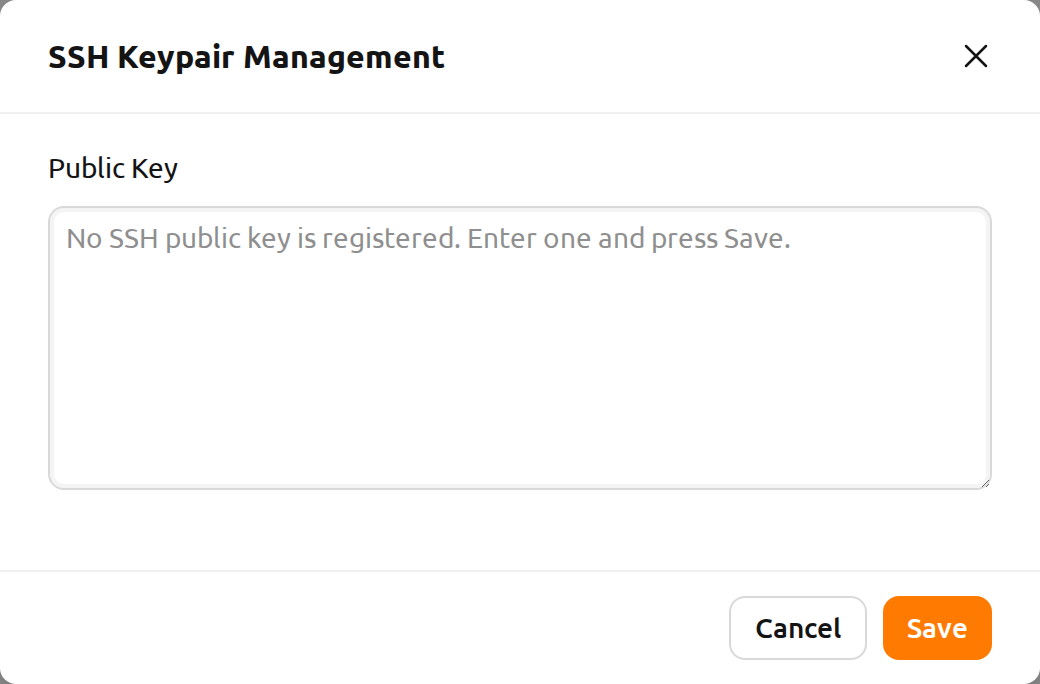 SSH Keypair Management
Public Key
No SSH public key is registered. Enter one and press Save.
Cancel
Save